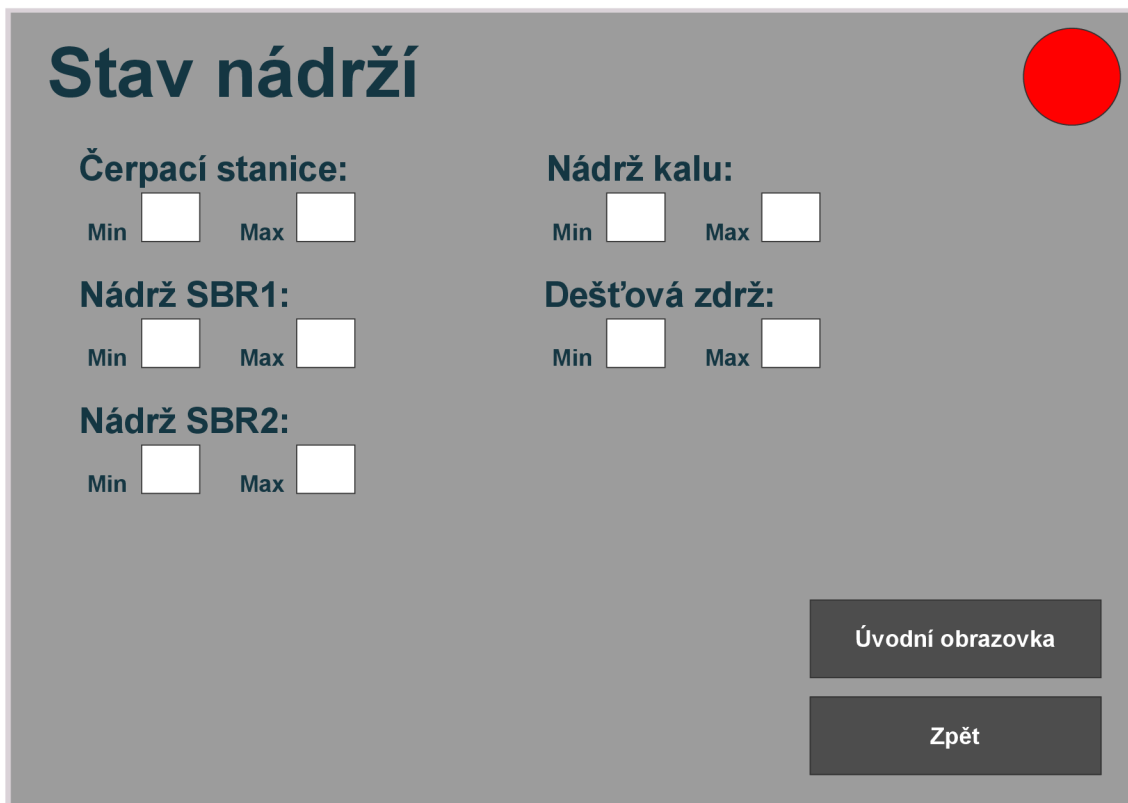 Stav nádrží
Čerpací stanice:
Min Max
Nádrž SBR1:
Min Max
Nádrž SBR2:
Min Max
Nádrž kalu:
Min Max
Dešťová zdrž:
Min Max
Úvodní obrazovka
Zpět